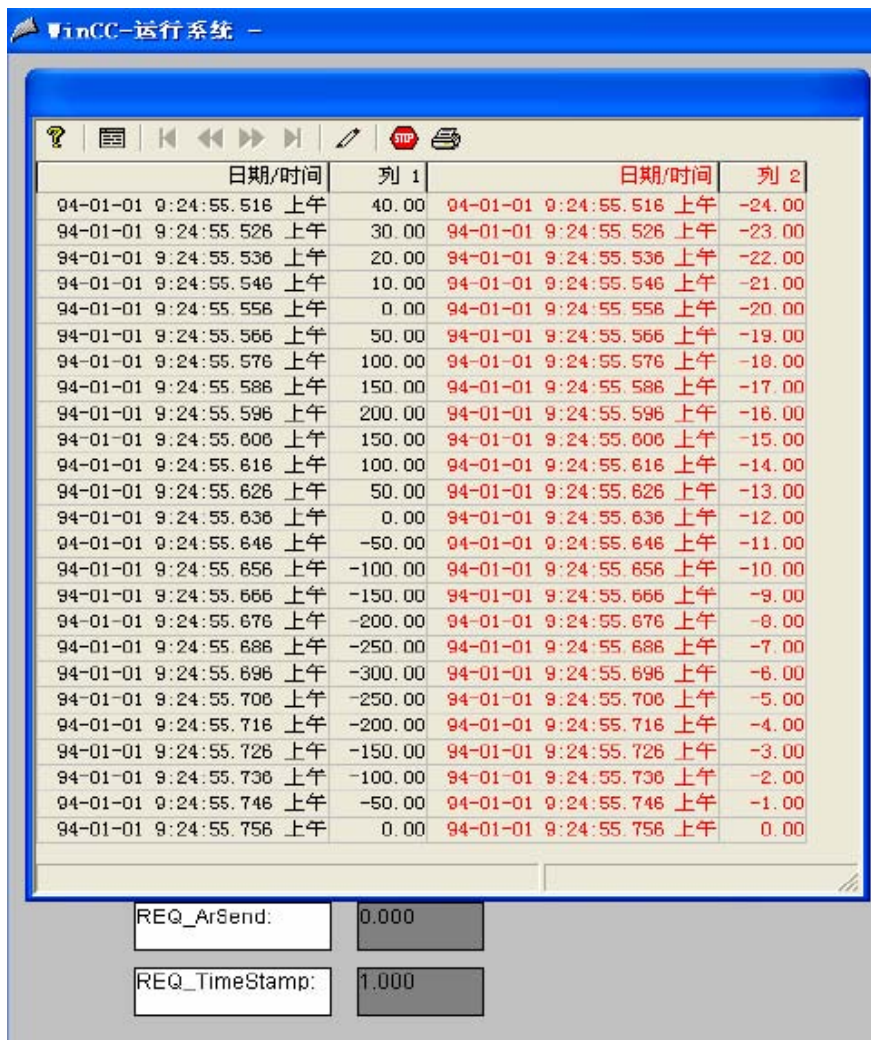 WinCC-运行系统 -
日期/时间 列 1 日期/时间 列 2
94-01-01 9:24:55.516 上午 40.00 94-01-01 9:24:55.516 上午 -24.00
94-01-01 9:24:55.526 上午 30.00 94-01-01 9:24:55.526 上午 -23.00
94-01-01 9:24:55.536 上午 20.00 94-01-01 9:24:55.536 上午 -22.00
94-01-01 9:24:55.546 上午 10.00 94-01-01 9:24:55.546 上午 -21.00
94-01-01 9:24:55.556 上午 0.00 94-01-01 9:24:55.556 上午 -20.00
94-01-01 9:24:55.566 上午 50.00 94-01-01 9:24:55.566 上午 -19.00
94-01-01 9:24:55.576 上午 100.00 94-01-01 9:24:55.576 上午 -18.00
94-01-01 9:24:55.586 上午 150.00 94-01-01 9:24:55.586 上午 -17.00
94-01-01 9:24:55.596 上午 200.00 94-01-01 9:24:55.596 上午 -16.00
94-01-01 9:24:55.606 上午 150.00 94-01-01 9:24:55.606 上午 -15.00
94-01-01 9:24:55.616 上午 100.00 94-01-01 9:24:55.616 上午 -14.00
94-01-01 9:24:55.626 上午 50.00 94-01-01 9:24:55.626 上午 -13.00
94-01-01 9:24:55.636 上午 0.00 94-01-01 9:24:55.636 上午 -12.00
94-01-01 9:24:55.646 上午 -50.00 94-01-01 9:24:55.646 上午 -11.00
94-01-01 9:24:55.656 上午 -100.00 94-01-01 9:24:55.656 上午 -10.00
94-01-01 9:24:55.666 上午 -150.00 94-01-01 9:24:55.666 上午 -9.00
94-01-01 9:24:55.676 上午 -200.00 94-01-01 9:24:55.676 上午 -8.00
94-01-01 9:24:55.686 上午 -250.00 94-01-01 9:24:55.686 上午 -7.00
94-01-01 9:24:55.696 上午 -300.00 94-01-01 9:24:55.696 上午 -6.00
94-01-01 9:24:55.706 上午 -250.00 94-01-01 9:24:55.706 上午 -5.00
94-01-01 9:24:55.716 上午 -200.00 94-01-01 9:24:55.716 上午 -4.00
94-01-01 9:24:55.726 上午 -150.00 94-01-01 9:24:55.726 上午 -3.00
94-01-01 9:24:55.736 上午 -100.00 94-01-01 9:24:55.736 上午 -2.00
94-01-01 9:24:55.746 上午 -50.00 94-01-01 9:24:55.746 上午 -1.00
94-01-01 9:24:55.756 上午 0.00 94-01-01 9:24:55.756 上午 0.00
REQ_ArSend: 0.000
REQ_TimeStamp: 1.000